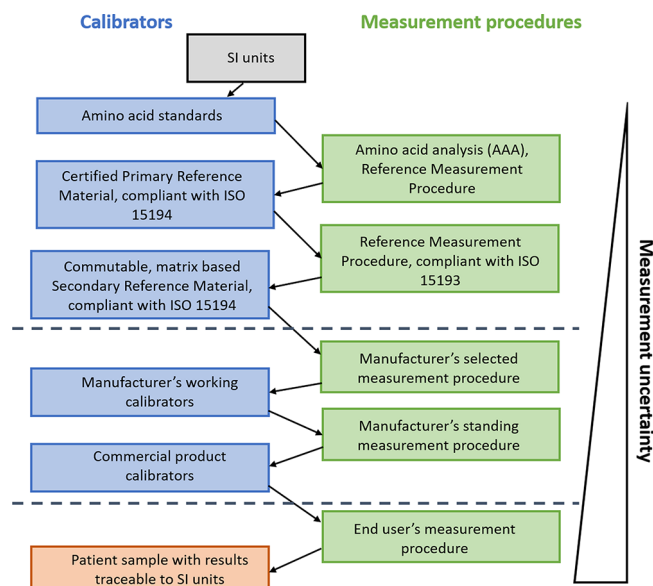 Calibrators
Measurement procedures
SI units
Amino acid standards
Amino acid analysis (AAA),
Reference Measurement
Procedure
Certified Primary Reference
Material, compliant with ISO
15194
Reference Measurement
Procedure, compliant with ISO
15193
Commutable, matrix based
Secondary Reference Material,
compliant with ISO 15194
Manufacturer's selected
measurement procedure
Manufacturer's working
calibrators
Manufacturer's standing
measurement procedure
Commercial product
calibrators
End user's measurement
procedure
Patient sample with results
traceable to SI units
Measurement uncertainty